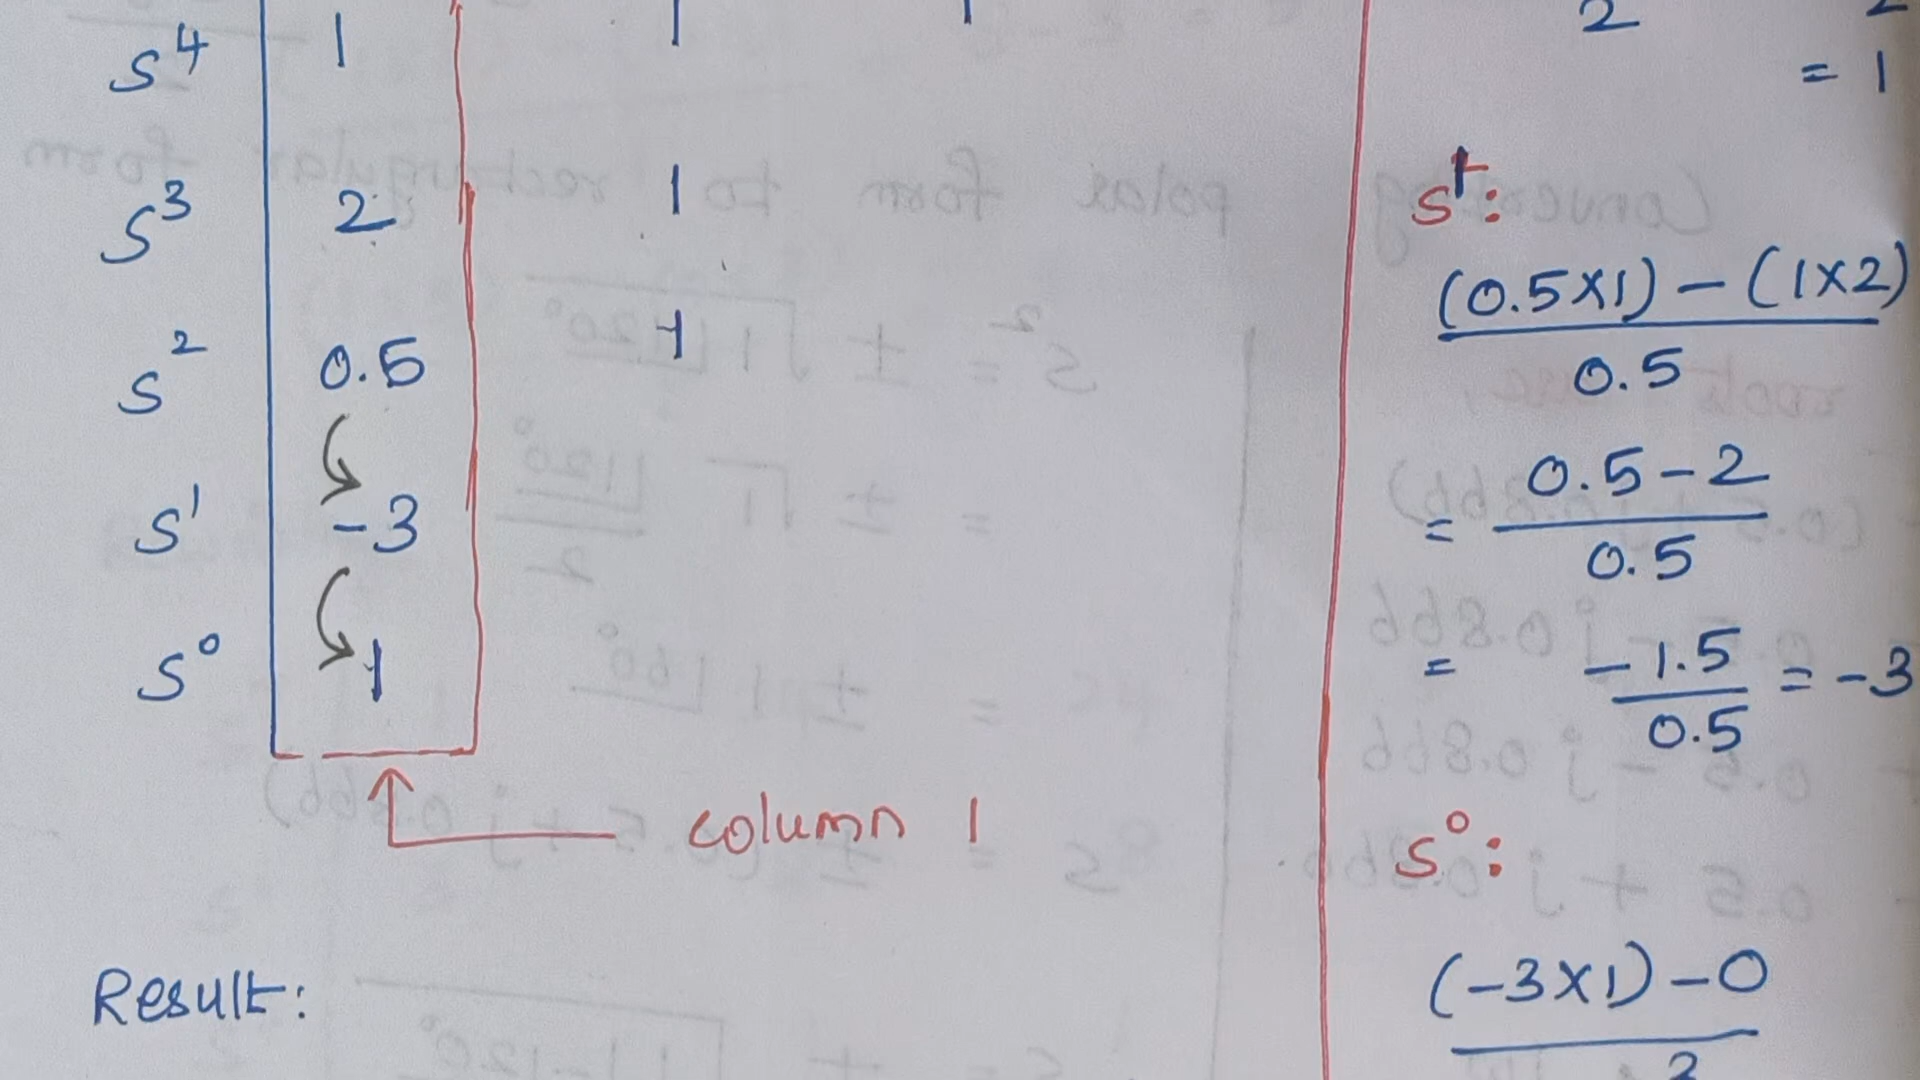 s⁴ 1 1 1
s³ 2 1
s² 0.5 1
s¹ -3
s⁰ 1
column 1
Result:
2
= 1
s¹:
(0.5×1) - (1×2)
0.5
= 0.5 - 2
0.5
= -1.5 = -3
0.5
s⁰:
(-3×1) - 0